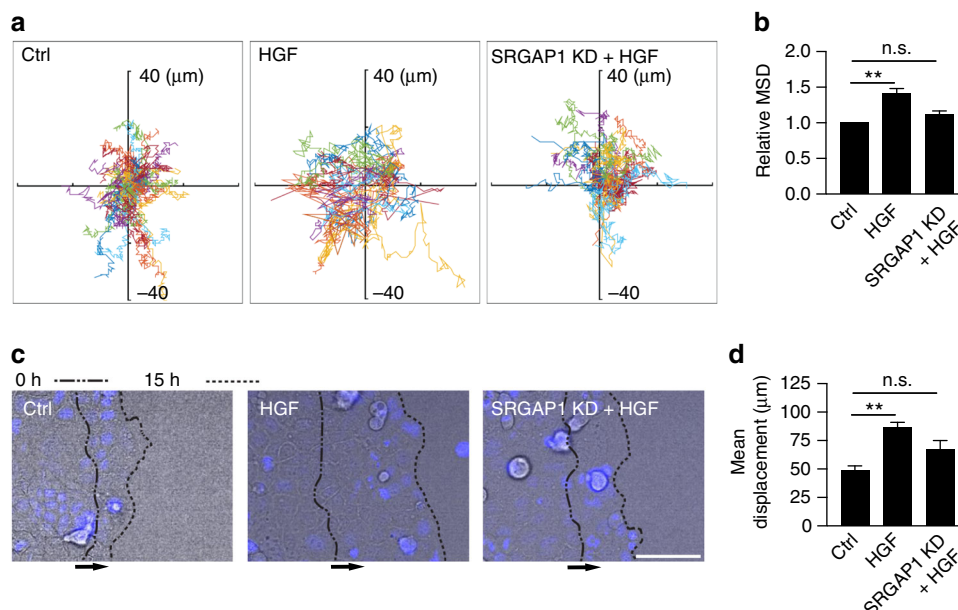 a
Ctrl
40 (μm)
–40
HGF
40 (μm)
–40
SRGAP1 KD + HGF
40 (μm)
–40
b
Relative MSD
2.0
1.5
1.0
0.5
0.0
n.s.
**
Ctrl
HGF
SRGAP1 KD
+ HGF
c
0 h
15 h
Ctrl
HGF
SRGAP1 KD + HGF
d
Mean
displacement (μm)
125
100
75
50
25
0
n.s.
**
Ctrl
HGF
SRGAP1 KD
+ HGF